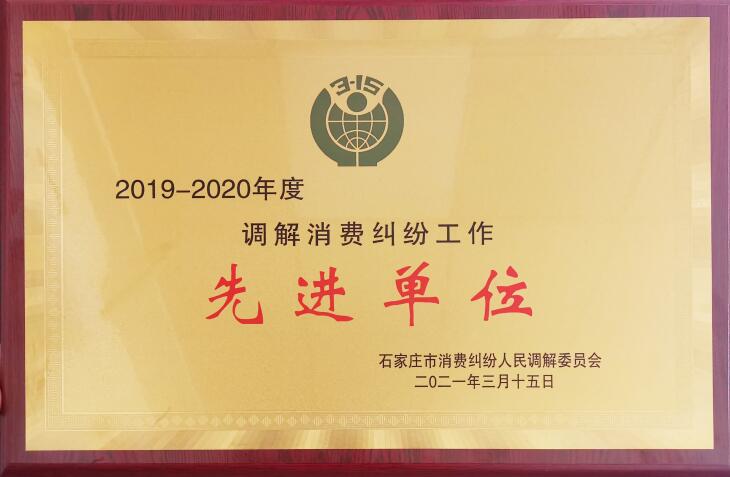 3·15
2019-2020年度
调解消费纠纷工作
先进单位
石家庄市消费纠纷人民调解委员会
二〇二一年三月十五日